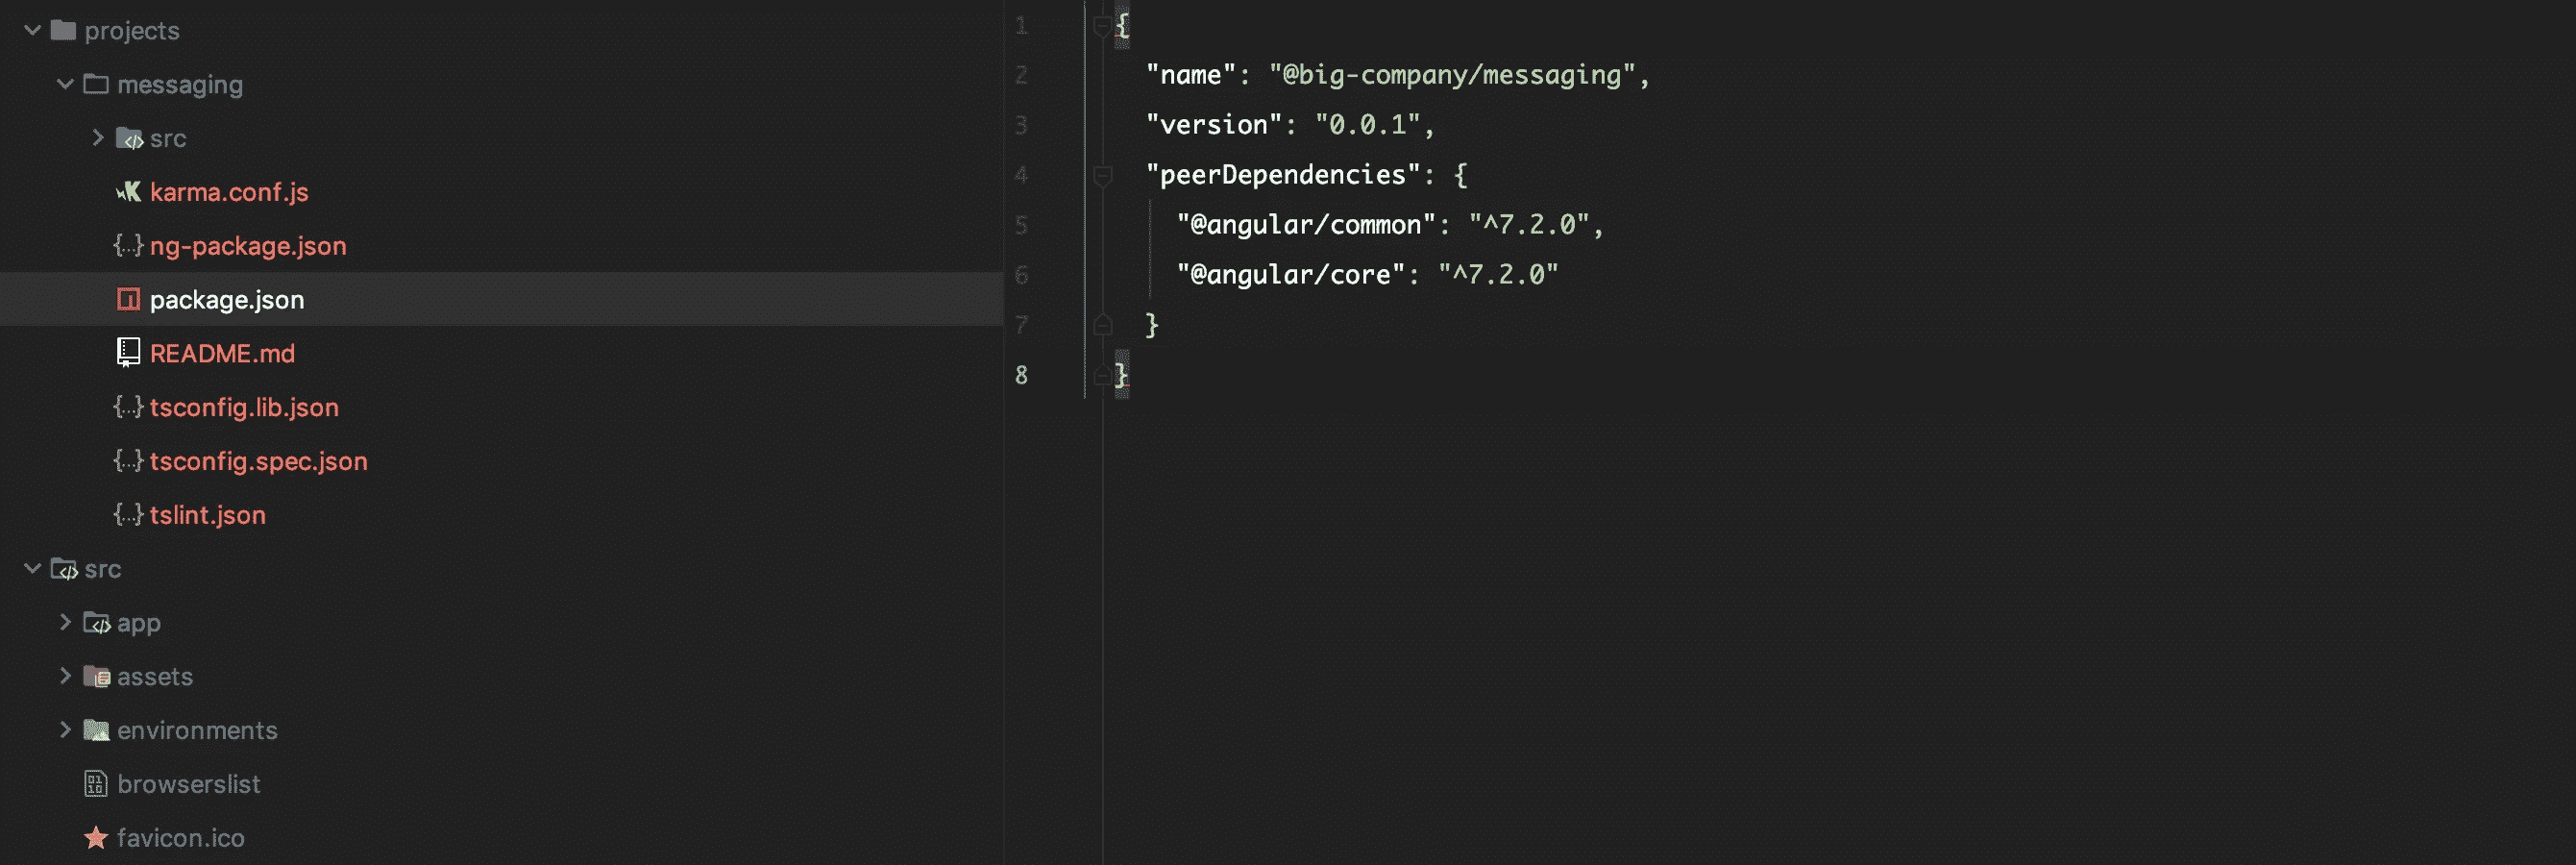 projects
messaging
src
karma.conf.js
ng-package.json
package.json
README.md
tsconfig.lib.json
tsconfig.spec.json
tslint.json
src
app
assets
environments
browserslist
favicon.ico
1 {
2 "name": "@big-company/messaging",
3 "version": "0.0.1",
4 "peerDependencies": {
5 "@angular/common": "^7.2.0",
6 "@angular/core": "^7.2.0"
7 }
8 }